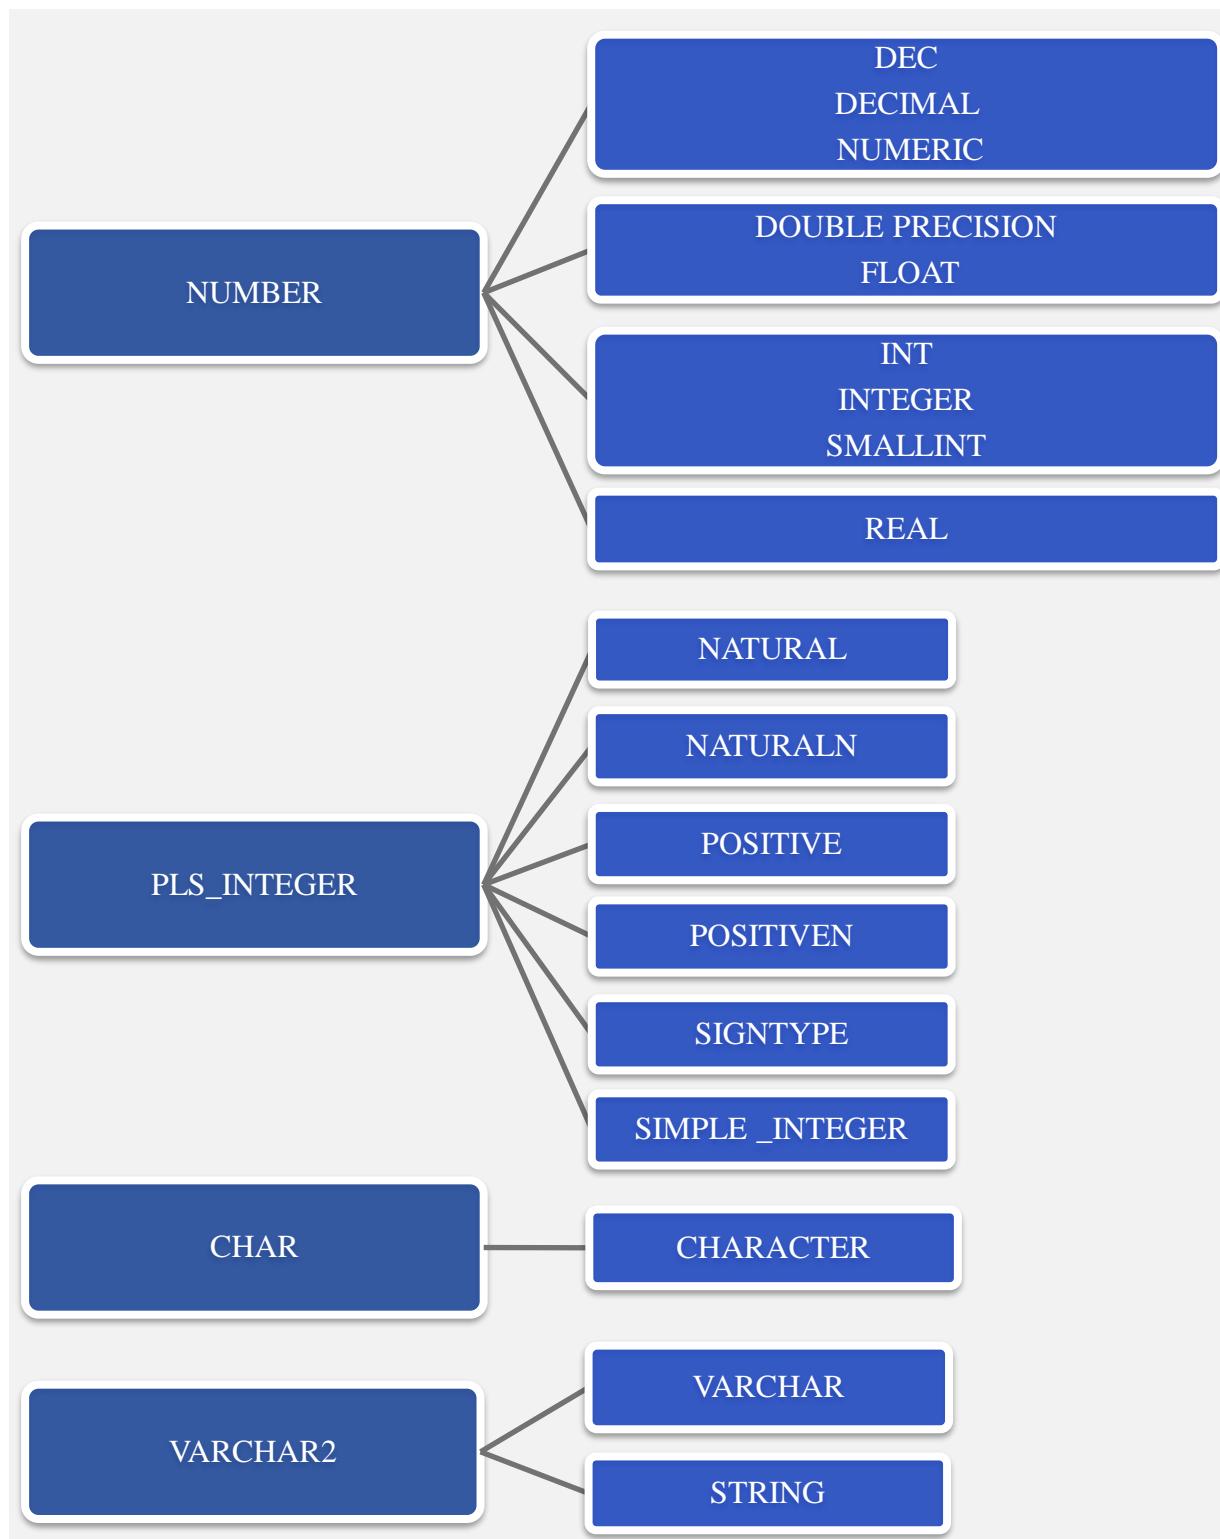 NUMBER
DEC
DECIMAL
NUMERIC
DOUBLE PRECISION
FLOAT
INT
INTEGER
SMALLINT
REAL
PLS_INTEGER
NATURAL
NATURALN
POSITIVE
POSITIVEN
SIGNTYPE
SIMPLE _INTEGER
CHAR
CHARACTER
VARCHAR2
VARCHAR
STRING